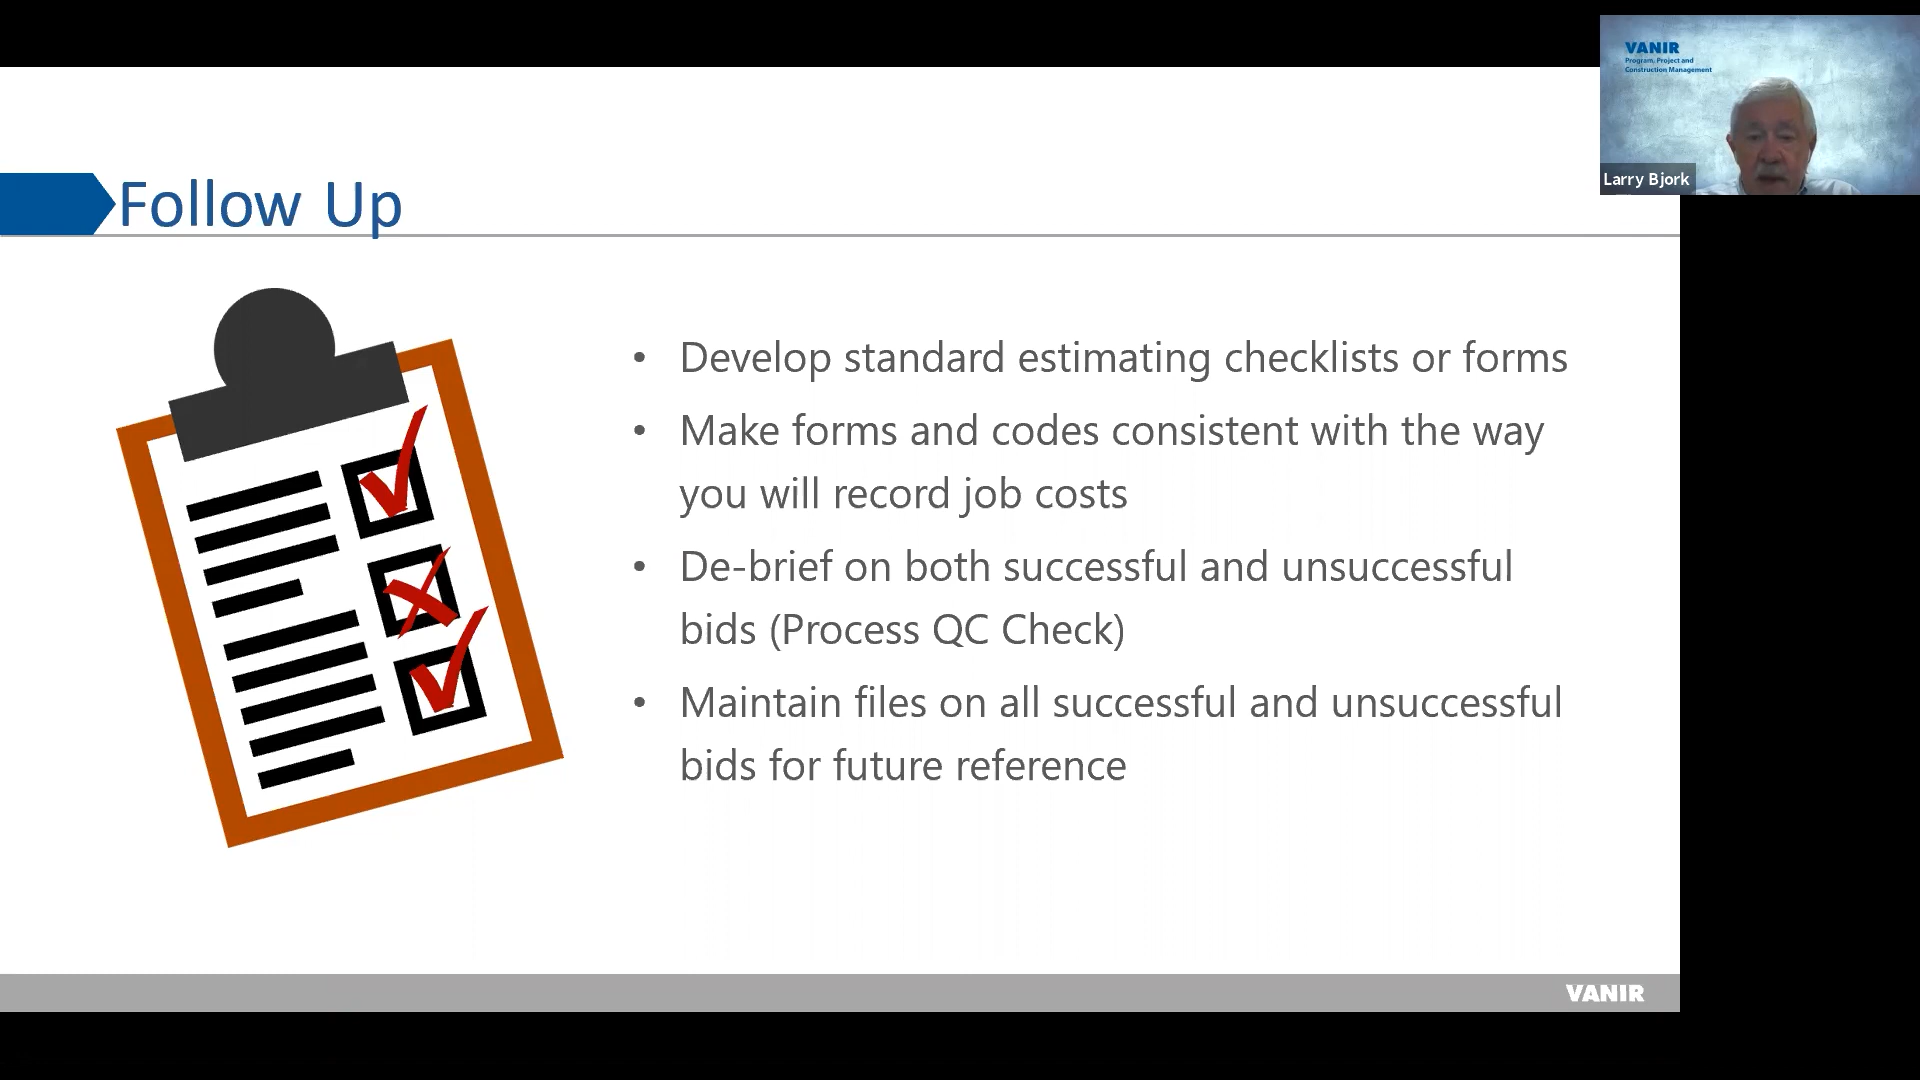 VANIR
Program, Project and
Construction Management
Larry Bjork
Follow Up
• Develop standard estimating checklists or forms
• Make forms and codes consistent with the way
you will record job costs
• De-brief on both successful and unsuccessful
bids (Process QC Check)
• Maintain files on all successful and unsuccessful
bids for future reference
VANIR